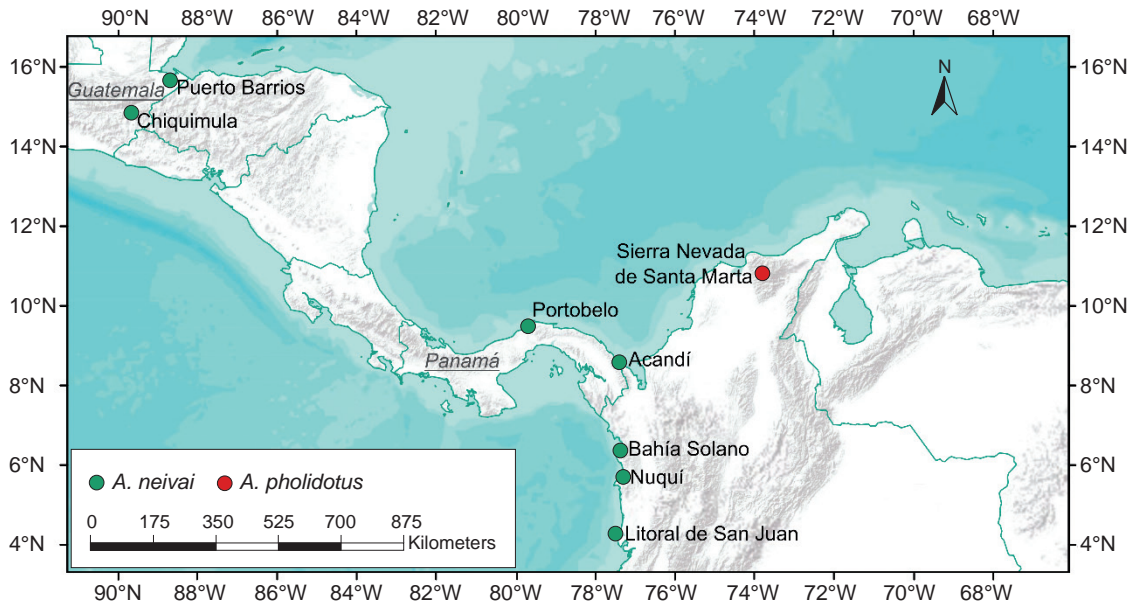 90°W 88°W 86°W 84°W 82°W 80°W 78°W 76°W 74°W 72°W 70°W 68°W
16°N 16°N
Puerto Barrios
Guatemala
Chiquimula
N
14°N 14°N
12°N 12°N
Sierra Nevada
de Santa Marta
10°N 10°N
Portobelo
Acandí
Panamá
8°N 8°N
Bahía Solano
6°N 6°N
Nuquí
A. neivai A. pholidotus
0 175 350 525 700 875
Kilometers
Litoral de San Juan
4°N 4°N
90°W 88°W 86°W 84°W 82°W 80°W 78°W 76°W 74°W 72°W 70°W 68°W